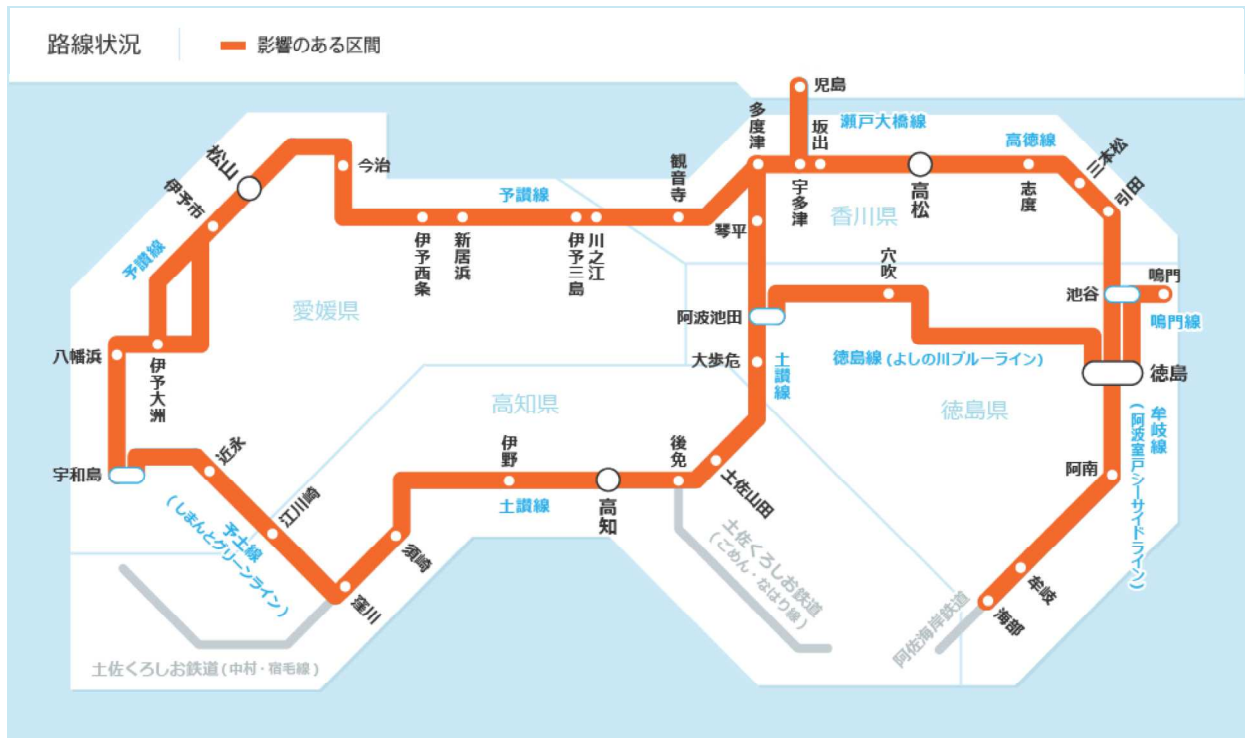 路線状況
影響のある区間
児島
多度津
坂出
瀬戸大橋線
高徳線
三本松
引田
松山
今治
観音寺
予讃線
宇多津
高松
志度
伊予市
琴平
香川県
予讃線
伊予西条
新居浜
伊予三島
川之江
穴吹
池谷
鳴門
鳴門線
愛媛県
阿波池田
八幡浜
伊予大洲
大歩危
土讃線
徳島線(よしの川ブルーライン)
徳島
高知県
徳島県
牟岐線
(阿波室戸シーサイドライン)
宇和島
近永
伊野
後免
阿南
江川崎
土讃線
高知
土佐山田
予土線
(しまんとグリーンライン)
須崎
窪川
土佐くろしお鉄道
(ごめん・なはり線)
牟岐
海部
阿佐海岸鉄道
土佐くろしお鉄道(中村・宿毛線)